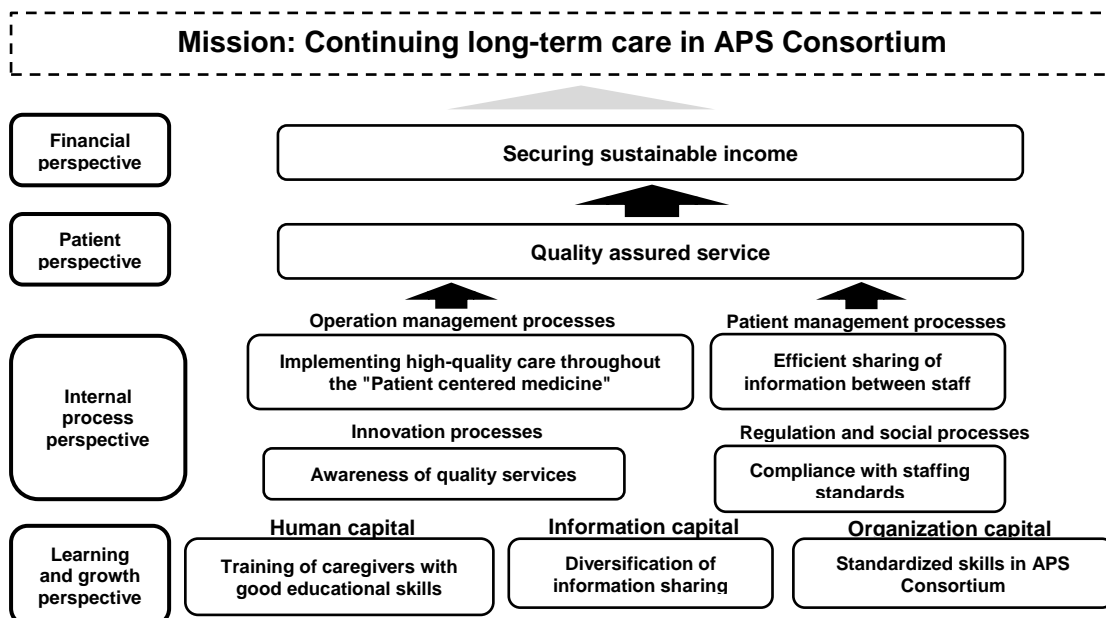 Mission: Continuing long-term care in APS Consortium
Financial
perspective
Securing sustainable income
Patient
perspective
Quality assured service
Operation management processes
Patient management processes
Implementing high-quality care throughout
the "Patient centered medicine"
Efficient sharing of
information between staff
Internal
process
perspective
Innovation processes
Regulation and social processes
Awareness of quality services
Compliance with staffing
standards
Human capital
Information capital
Organization capital
Learning
and growth
perspective
Training of caregivers with
good educational skills
Diversification of
information sharing
Standardized skills in APS
Consortium